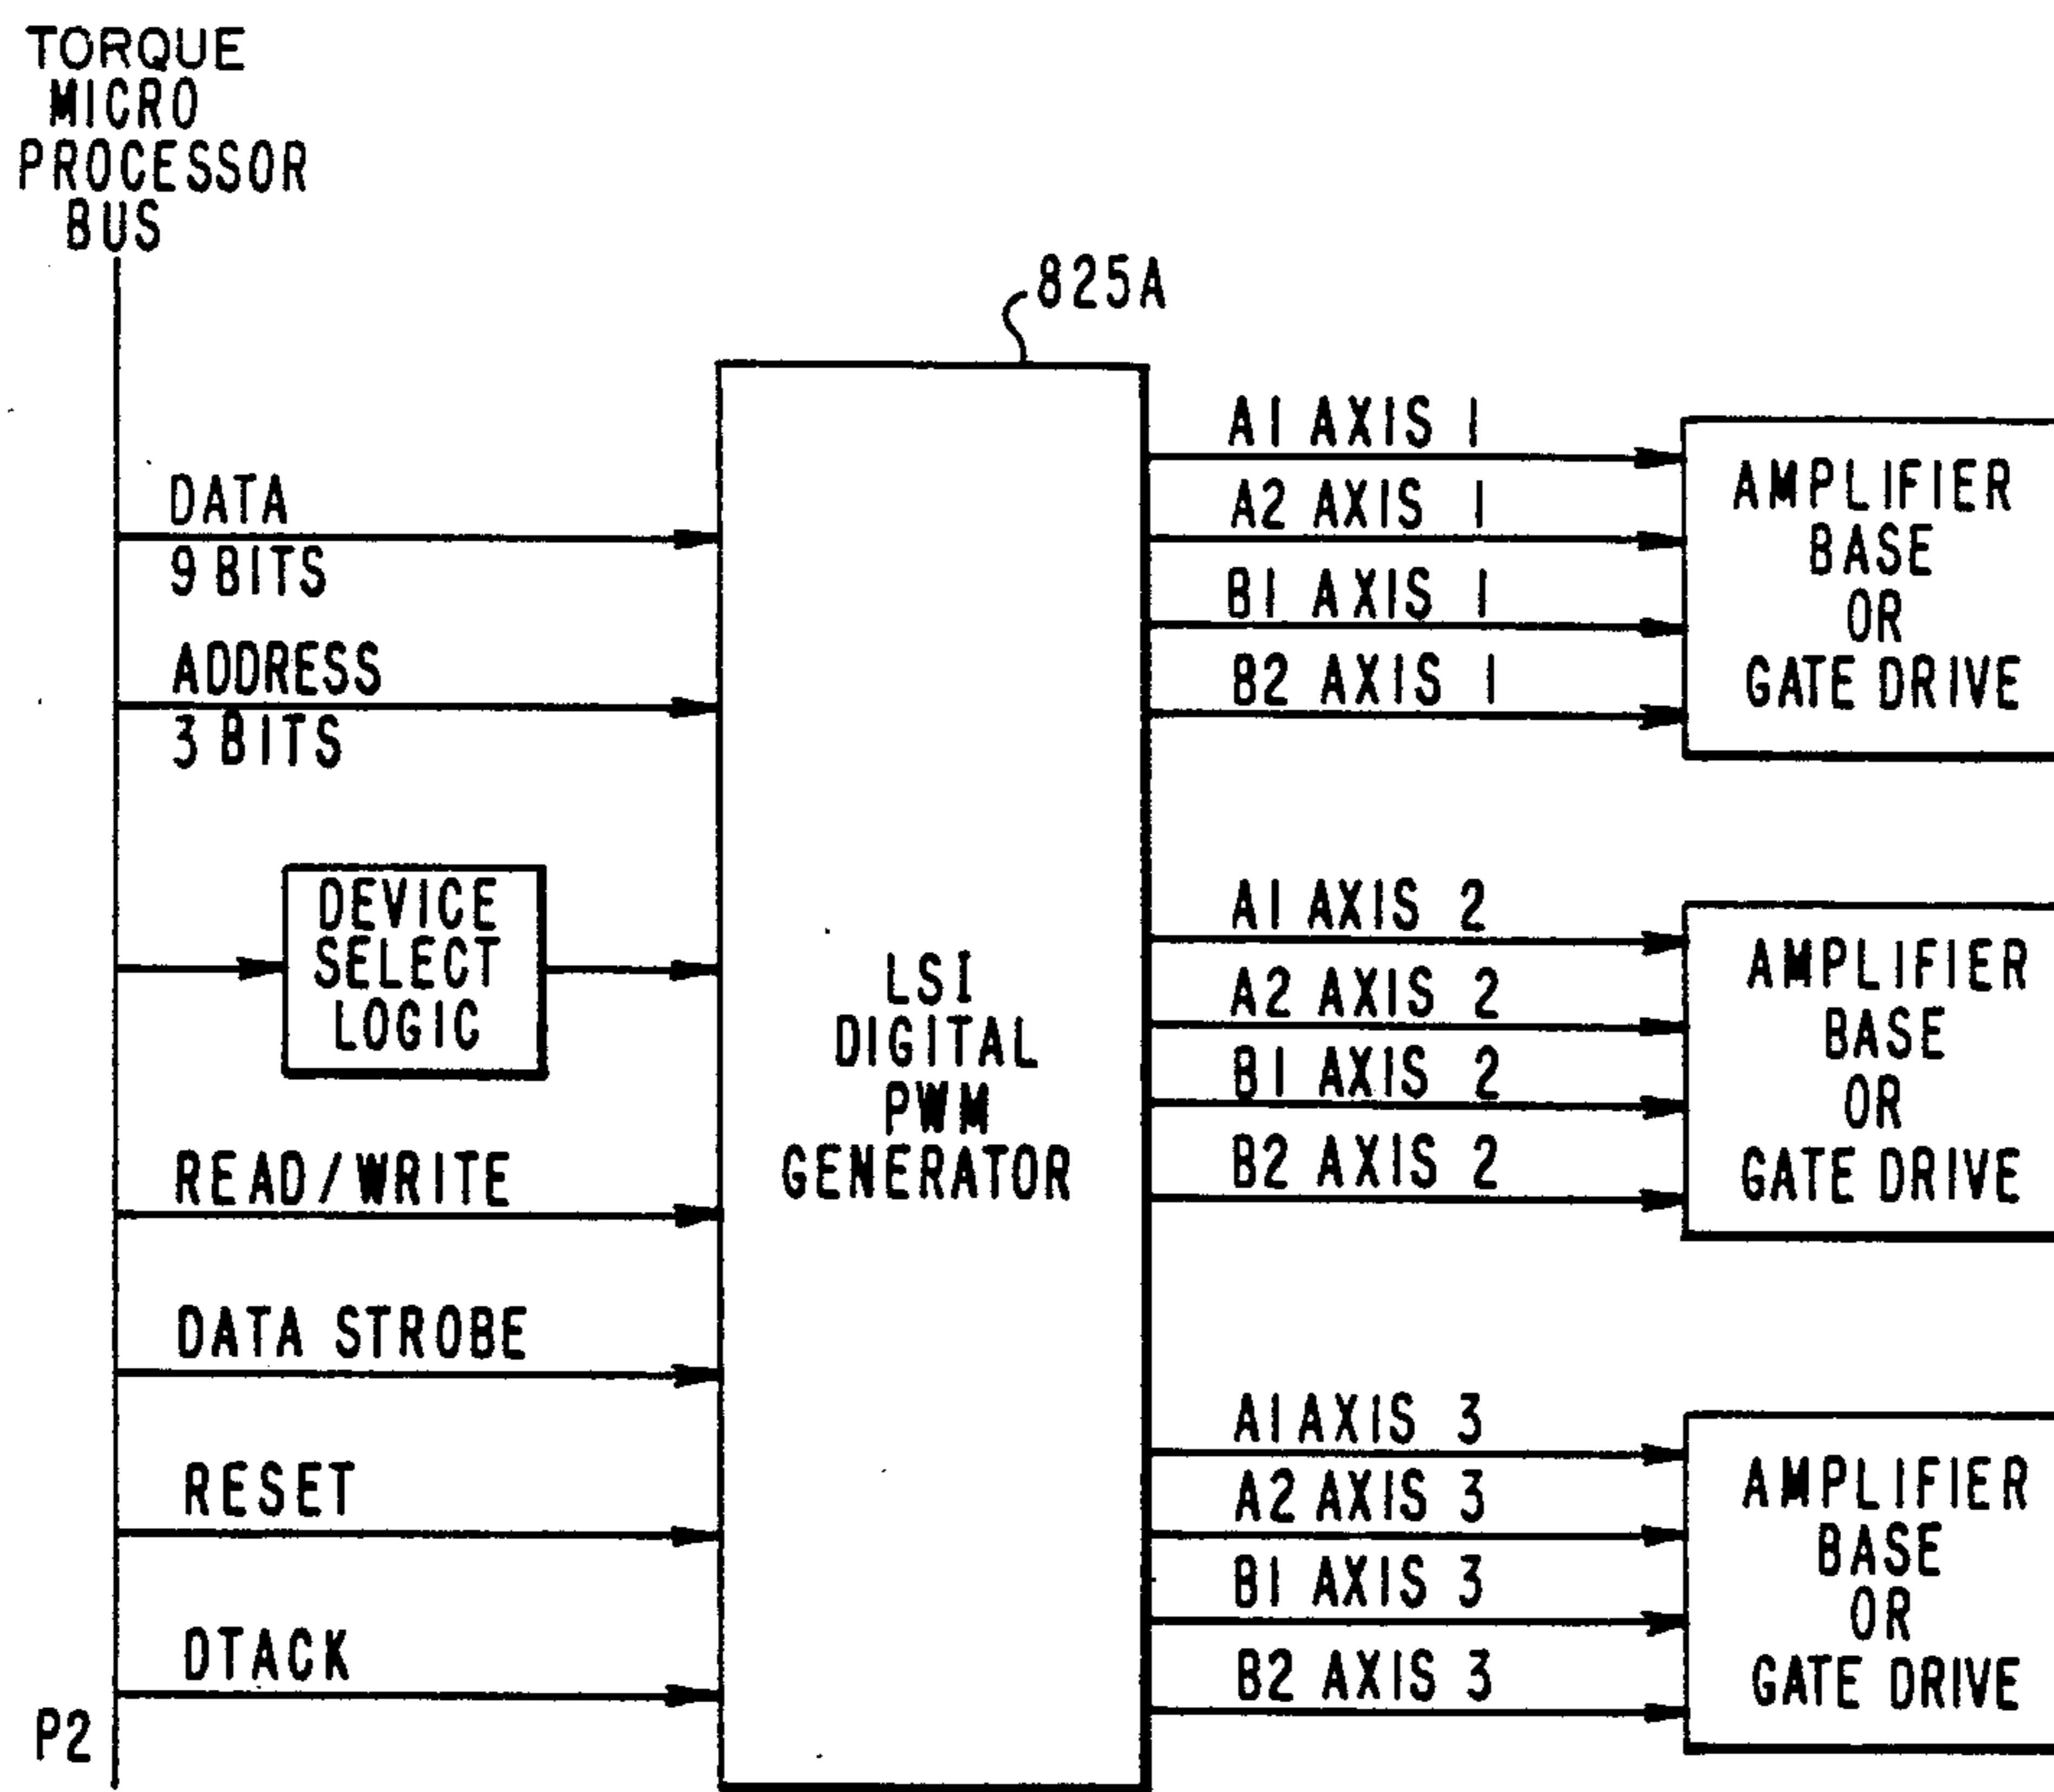 TORQUE
MICRO
PROCESSOR
BUS
825A
DATA
9 BITS
ADDRESS
3 BITS
DEVICE
SELECT
LOGIC
READ/WRITE
DATA STROBE
RESET
DTACK
P2
LSI
DIGITAL
PWM
GENERATOR
A1 AXIS 1
A2 AXIS 1
B1 AXIS 1
B2 AXIS 1
AMPLIFIER
BASE
OR
GATE DRIVE
A1 AXIS 2
A2 AXIS 2
B1 AXIS 2
B2 AXIS 2
AMPLIFIER
BASE
OR
GATE DRIVE
A1 AXIS 3
A2 AXIS 3
B1 AXIS 3
B2 AXIS 3
AMPLIFIER
BASE
OR
GATE DRIVE